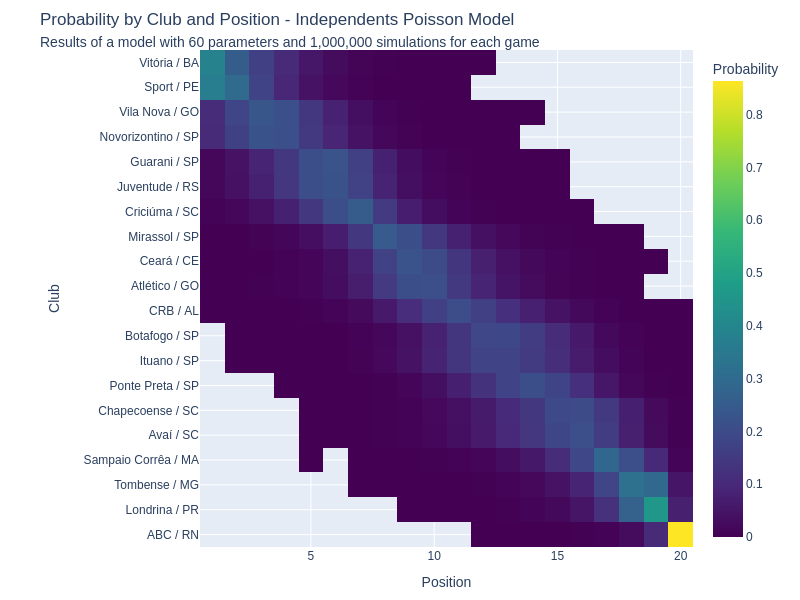 Probability by Club and Position - Independents Poisson Model
Results of a model with 60 parameters and 1,000,000 simulations for each game
Probability
Vitória / BA
Sport / PE
Vila Nova / GO
Novorizontino / SP
Guarani / SP
Juventude / RS
Criciúma / SC
Mirassol / SP
Ceará / CE
Atlético / GO
CRB / AL
Botafogo / SP
Ituano / SP
Ponte Preta / SP
Chapecoense / SC
Avaí / SC
Sampaio Corrêa / MA
Tombense / MG
Londrina / PR
ABC / RN
Club
5
10
15
20
Position
0.8
0.7
0.6
0.5
0.4
0.3
0.2
0.1
0